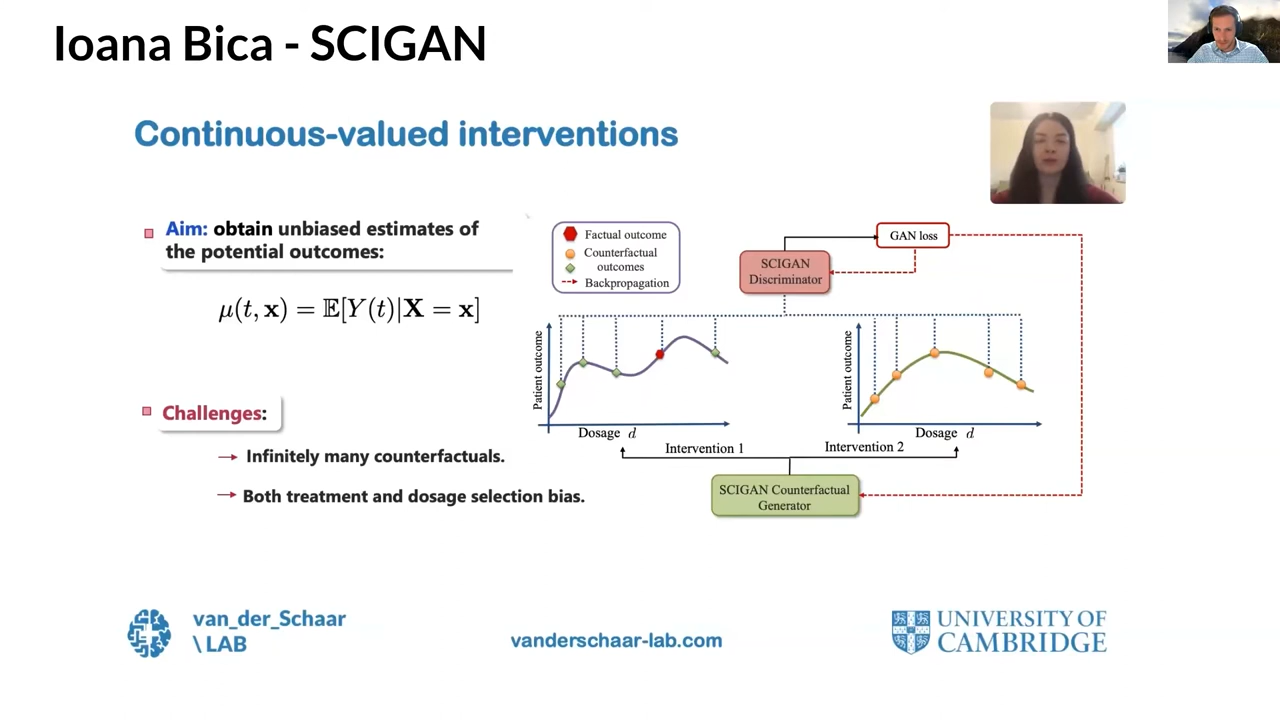 Ioana Bica - SCIGAN
Continuous-valued interventions
Aim: obtain unbiased estimates of
the potential outcomes:
μ(t, x) = 𝔼[Y(t)|X = x]
Challenges:
Infinitely many counterfactuals.
Both treatment and dosage selection bias.
Factual outcome
Counterfactual
outcomes
Backpropagation
SCIGAN
Discriminator
GAN loss
Patient outcome
Dosage d
Intervention 1
Patient outcome
Dosage d
Intervention 2
SCIGAN Counterfactual
Generator
van_der_Schaar
\ LAB
vanderschaar-lab.com
UNIVERSITY OF
CAMBRIDGE